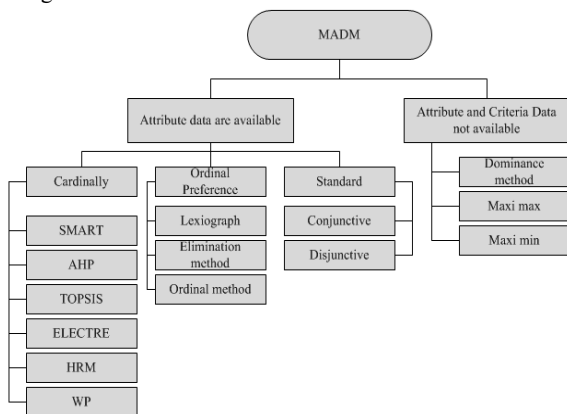 MADM
Attribute data are available
Attribute and Criteria Data
not available
Cardinally
SMART
AHP
TOPSIS
ELECTRE
HRM
WP
Ordinal
Preference
Lexiograph
Elimination
method
Ordinal method
Standard
Conjunctive
Disjunctive
Dominance
method
Maxi max
Maxi min